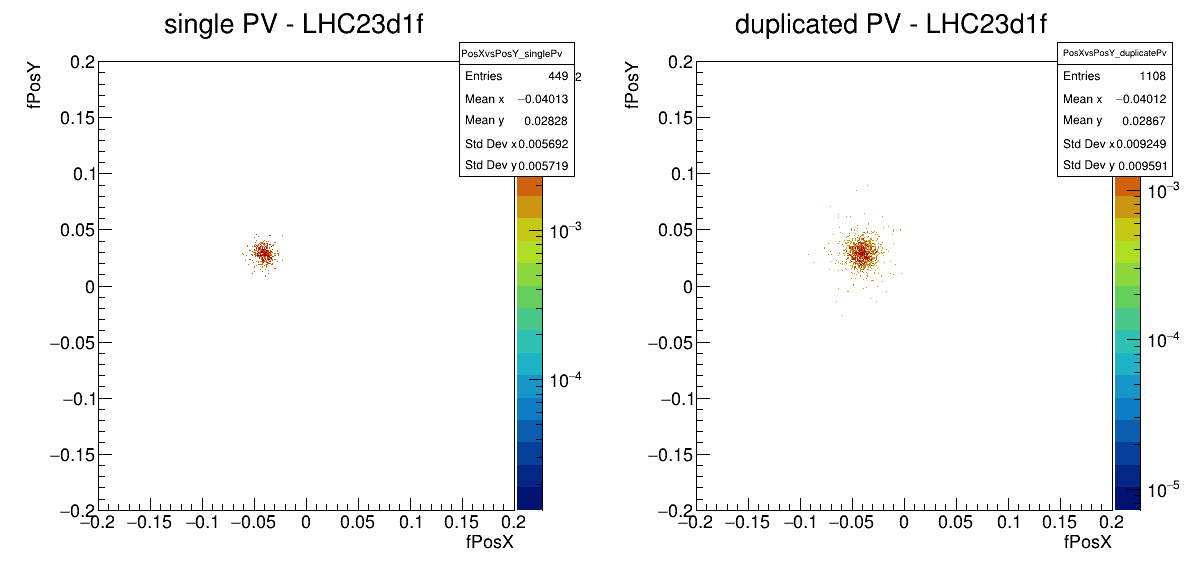 single PV - LHC23d1f
PosXvsPosY_singlePv
Entries 449
Mean x −0.04013
Mean y 0.02828
Std Dev x 0.005692
Std Dev y 0.005719
fPosY
0.2
0.15
0.1
0.05
0
−0.05
−0.1
−0.15
−0.2
−0.2 −0.15 −0.1 −0.05 0 0.05 0.1 0.15 0.2
fPosX
2
10−3
10−4
duplicated PV - LHC23d1f
PosXvsPosY_duplicatePv
Entries 1108
Mean x −0.04012
Mean y 0.02867
Std Dev x 0.009249
Std Dev y 0.009591
fPosY
0.2
0.15
0.1
0.05
0
−0.05
−0.1
−0.15
−0.2
−0.2 −0.15 −0.1 −0.05 0 0.05 0.1 0.15 0.2
fPosX
10−3
10−4
10−5